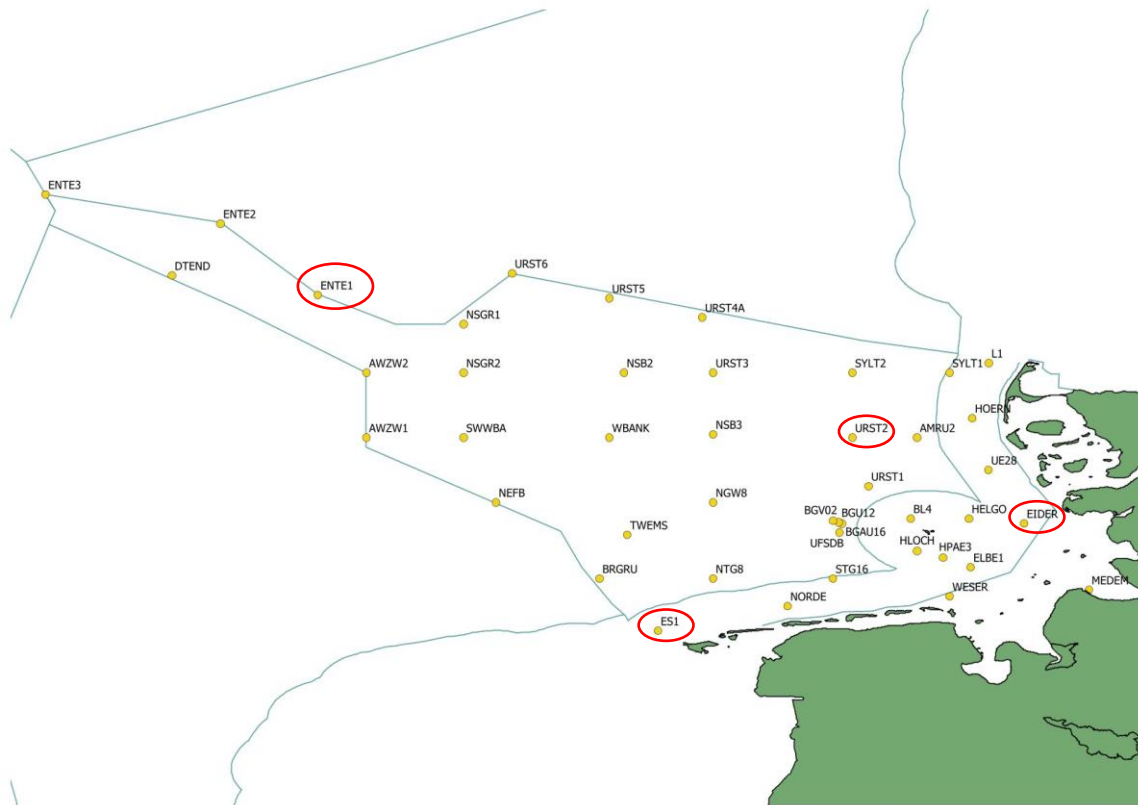 ENTE3
ENTE2
DTEND
URST6
ENTE1
URST5
NSGR1
URST4A
L1
AWZW2
NSGR2
NSB2
URST3
SYLT2
SYLT1
HOERN
AWZW1
SWWBA
WBANK
NSB3
URST2
AMRU2
UE28
URST1
NEFB
NGW8
BGV02
BGU12
BL4
HELGO
EIDER
TWEMS
BGAU16
UFSDB
HLOCH
HPAE3
ELBE1
BRGRU
NTG8
STG16
MEDEM
WESER
NORDE
ES1